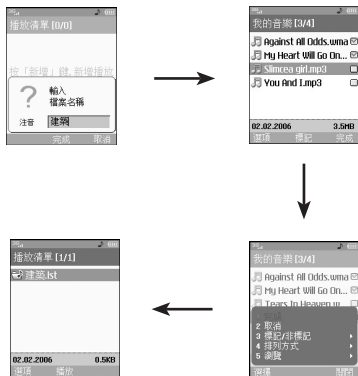 播放清單 [0/0]
按「新增」鍵,新增播放
輸入
檔案名稱
注音 建築
完成 取消
我的音樂 [3/4]
Against All Odds.wma
My Heart Will Go On...
Slimcea girl.mp3
You And I.mp3
02.02.2006 3.5MB
選項 標記 完成
我的音樂 [3/4]
Against All Odds.wma
My Heart Will Go On...
Tears In Heaven.w...
2 取消
3 標記/非標記
4 排列方式
5 瀏覽
選擇 關閉
播放清單 [1/1]
建築.lst
02.02.2006 0.5KB
選項 播放